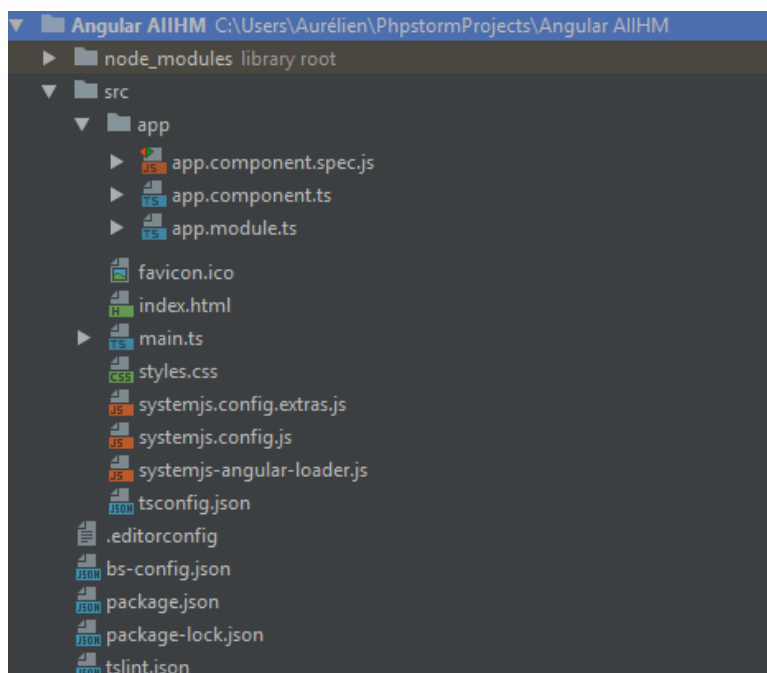 Angular AIIHM C:\Users\Aurélien\PhpstormProjects\Angular AIIHM
node_modules library root
src
app
app.component.spec.js
app.component.ts
app.module.ts
favicon.ico
index.html
main.ts
styles.css
systemjs.config.extras.js
systemjs.config.js
systemjs-angular-loader.js
tsconfig.json
.editorconfig
bs-config.json
package.json
package-lock.json
tslint.json